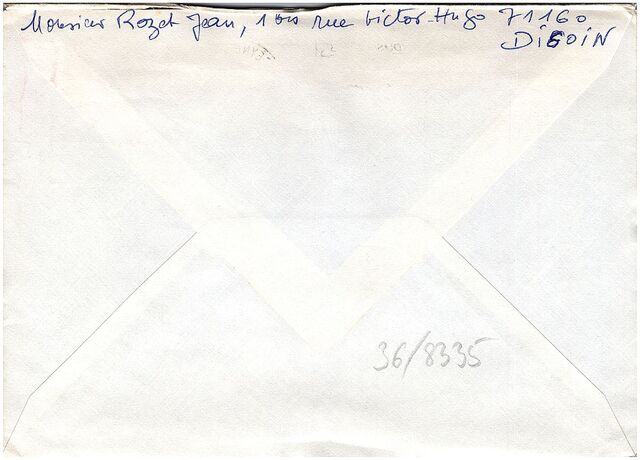 Monsieur Rozet Jean, 1 bis rue Victor-Hugo 71160
DiGOiN
36/8335